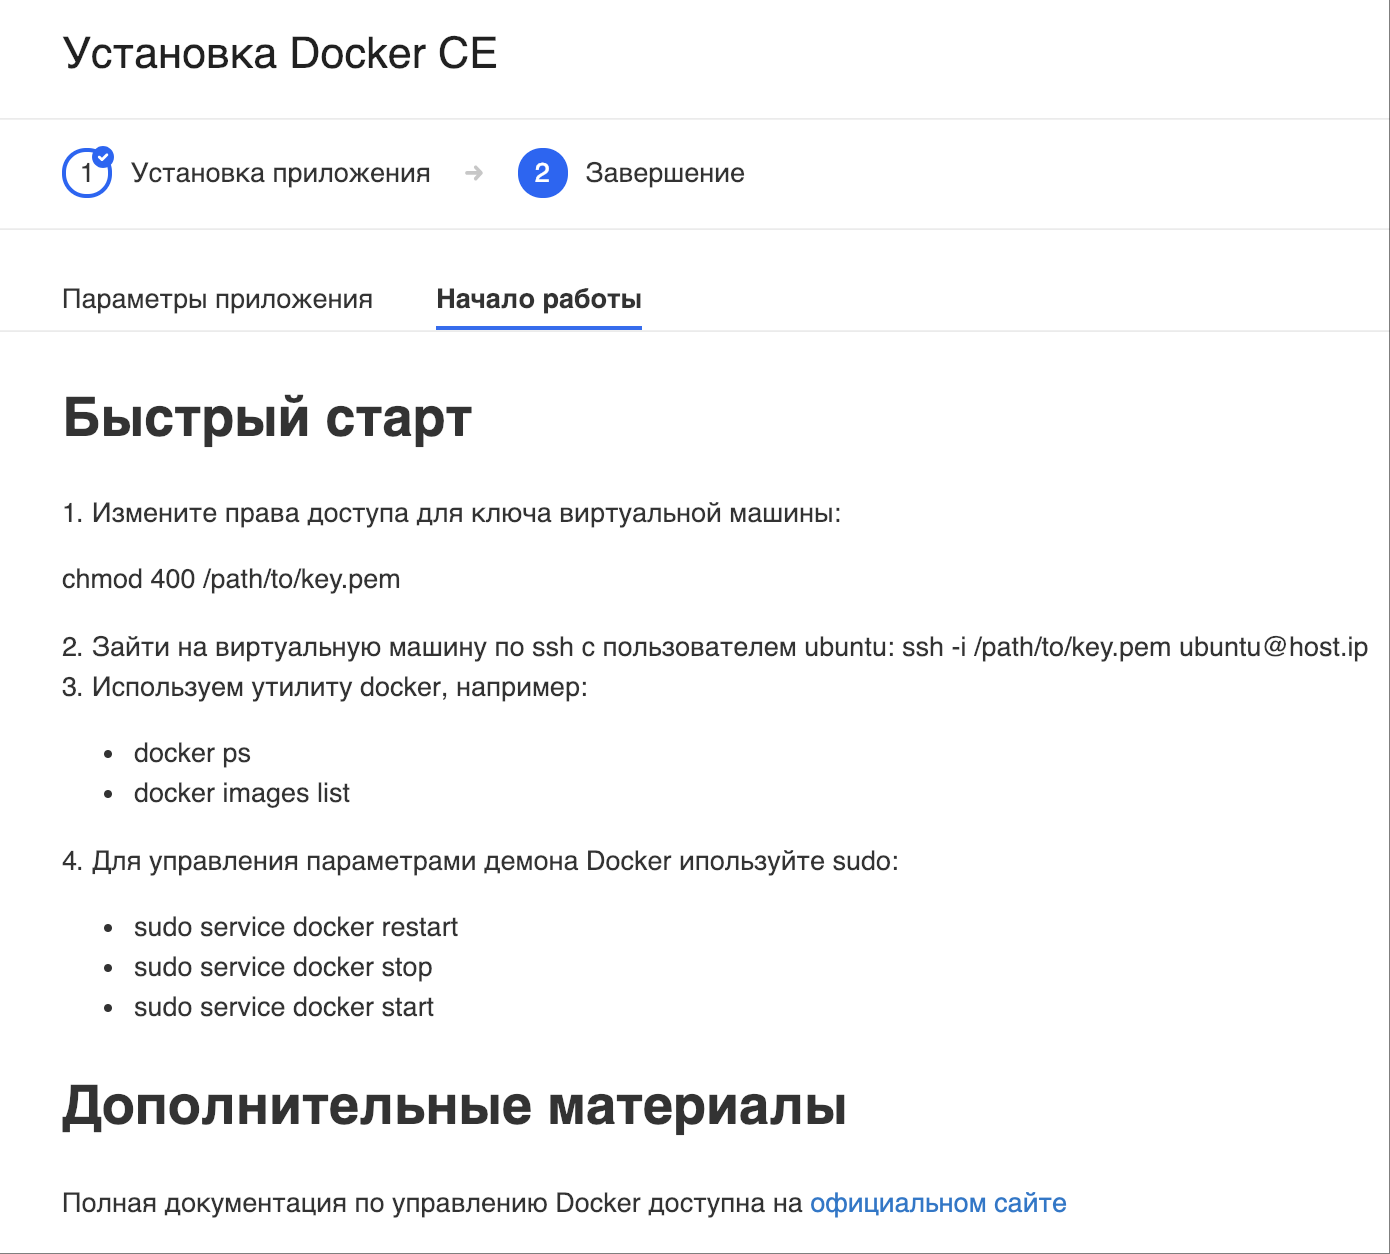 Установка Docker CE
1 Установка приложения → 2 Завершение
Параметры приложения Начало работы
Быстрый старт
1. Измените права доступа для ключа виртуальной машины:
chmod 400 /path/to/key.pem
2. Зайти на виртуальную машину по ssh с пользователем ubuntu: ssh -i /path/to/key.pem ubuntu@host.ip
3. Используем утилиту docker, например:
• docker ps
• docker images list
4. Для управления параметрами демона Docker ипользуйте sudo:
• sudo service docker restart
• sudo service docker stop
• sudo service docker start
Дополнительные материалы
Полная документация по управлению Docker доступна на официальном сайте